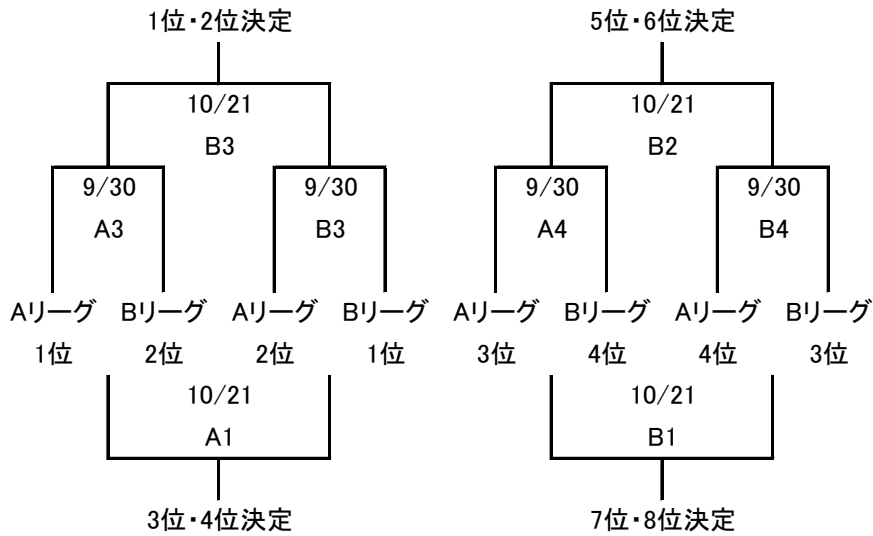 1位・2位決定
5位・6位決定
10/21
10/21
B3
B2
9/30
9/30
9/30
9/30
A3
B3
A4
B4
Aリーグ
Bリーグ
Aリーグ
Bリーグ
Aリーグ
Bリーグ
Aリーグ
Bリーグ
1位
2位
2位
1位
3位
4位
4位
3位
10/21
10/21
A1
B1
3位・4位決定
7位・8位決定